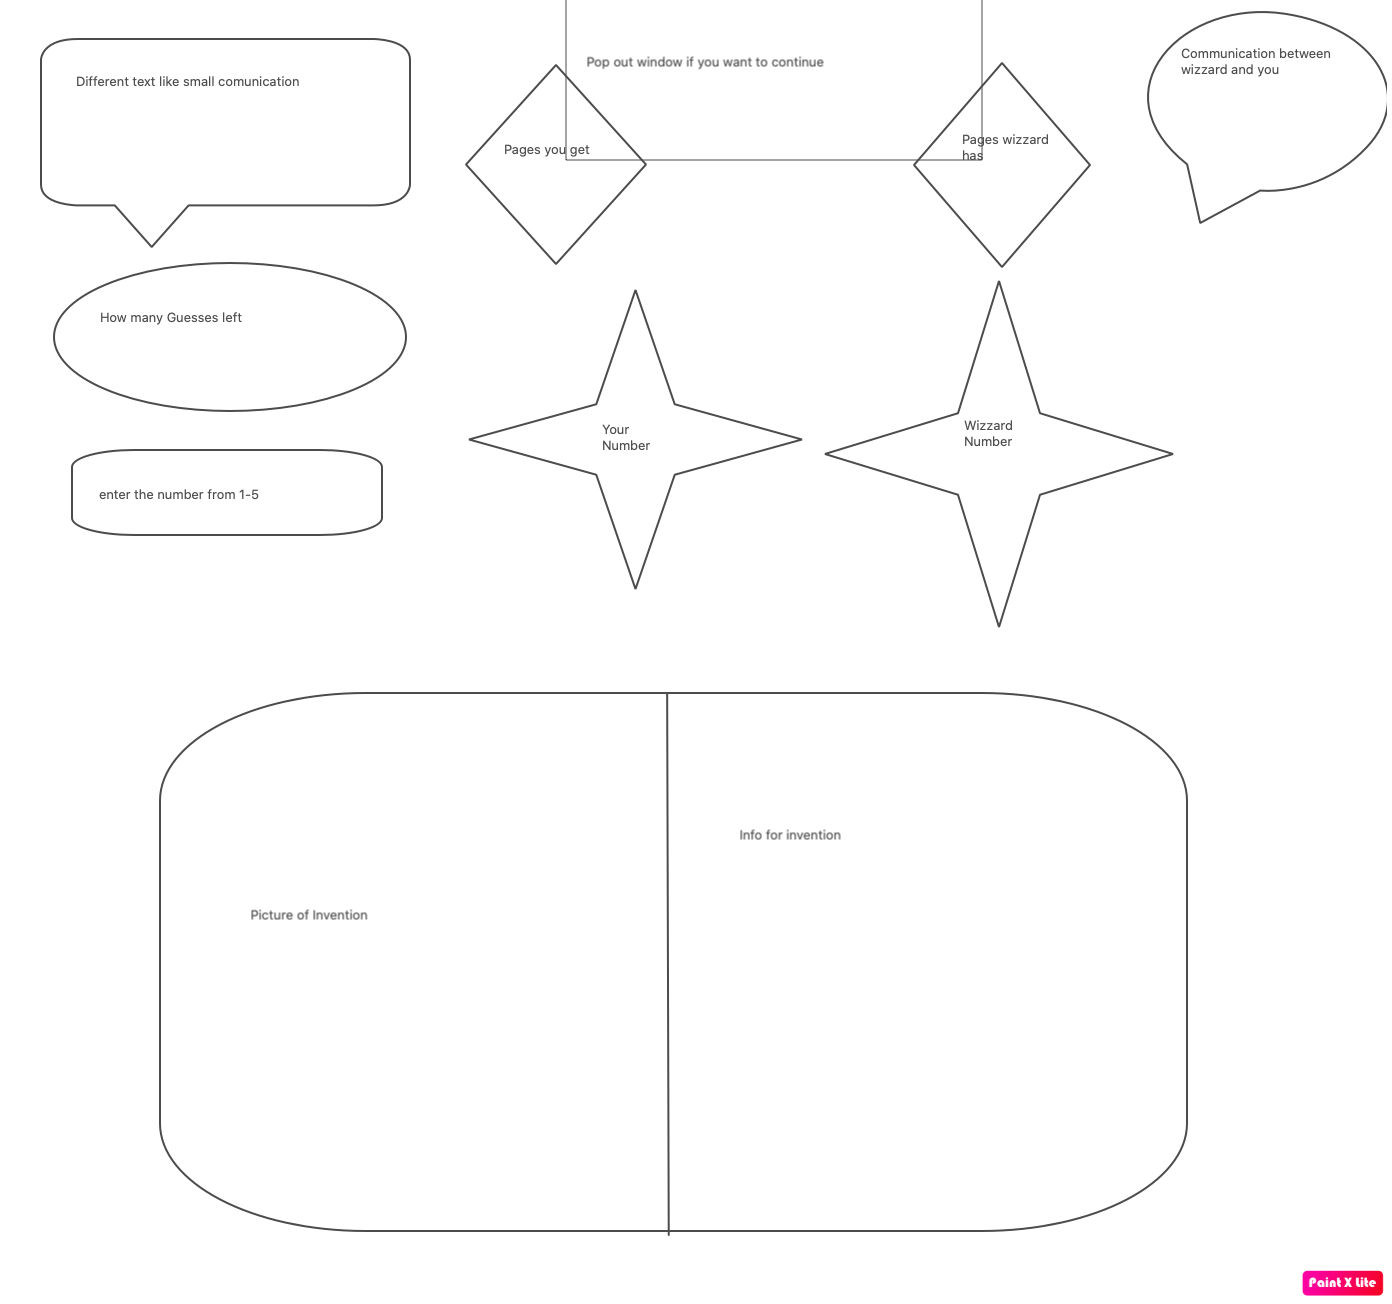 Pop out window if you want to continue
Communication between
wizzard and you
Different text like small comunication
Pages you get
Pages wizzard
has
How many Guesses left
Your
Number
Wizzard
Number
enter the number from 1-5
Info for invention
Picture of Invention
Paint X Lite